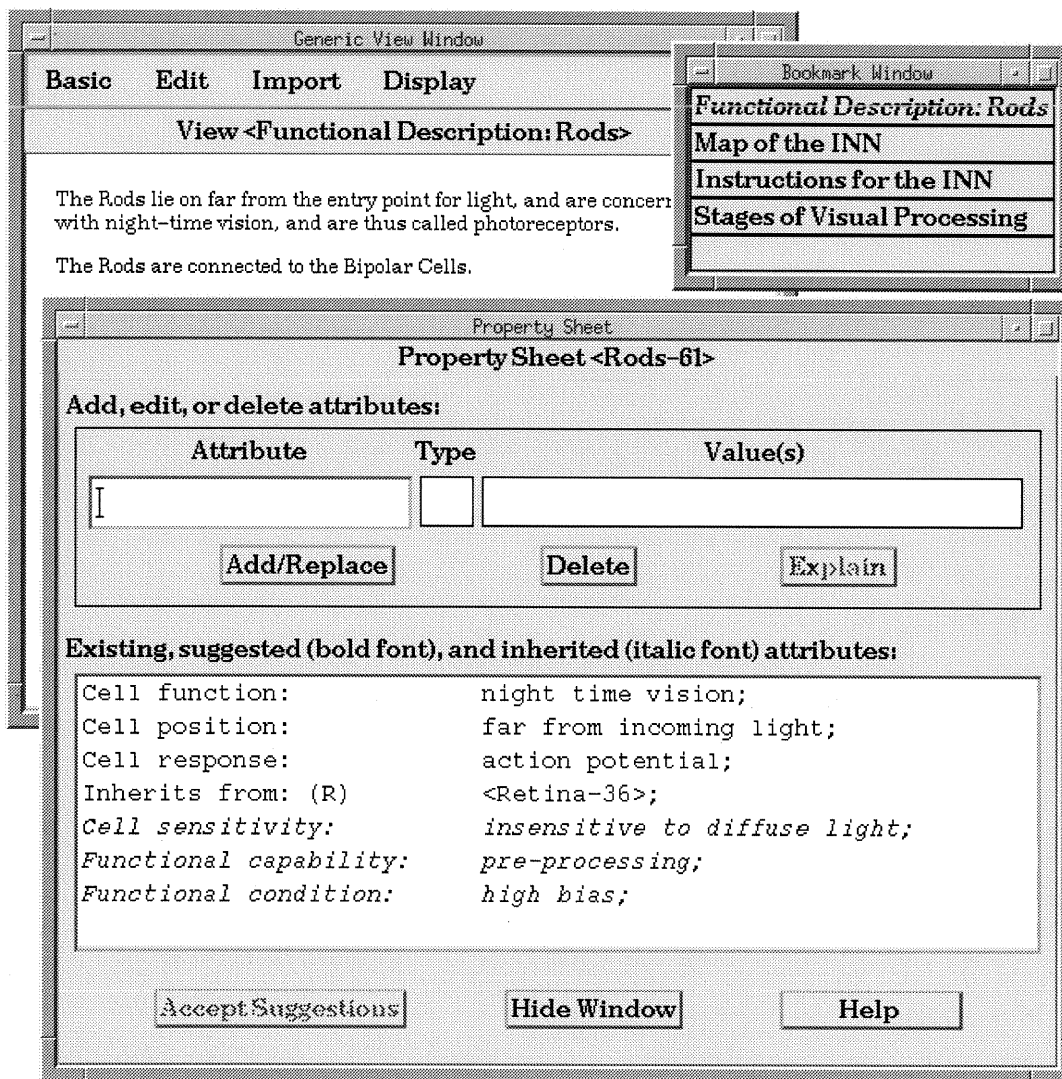 Generic View Window
Basic Edit Import Display
View <Functional Description: Rods>
The Rods lie on far from the entry point for light, and are concer
with night-time vision, and are thus called photoreceptors.
The Rods are connected to the Bipolar Cells.
Bookmark Window
Functional Description: Rods
Map of the INN
Instructions for the INN
Stages of Visual Processing
Property Sheet
Property Sheet <Rods-61>
Add, edit, or delete attributes:
Attribute Type Value(s)
Add/Replace Delete Explain
Existing, suggested (bold font), and inherited (italic font) attributes:
Cell function: night time vision;
Cell position: far from incoming light;
Cell response: action potential;
Inherits from: (R) <Retina-36>;
Cell sensitivity: insensitive to diffuse light;
Functional capability: pre-processing;
Functional condition: high bias;
Accept Suggestions Hide Window Help